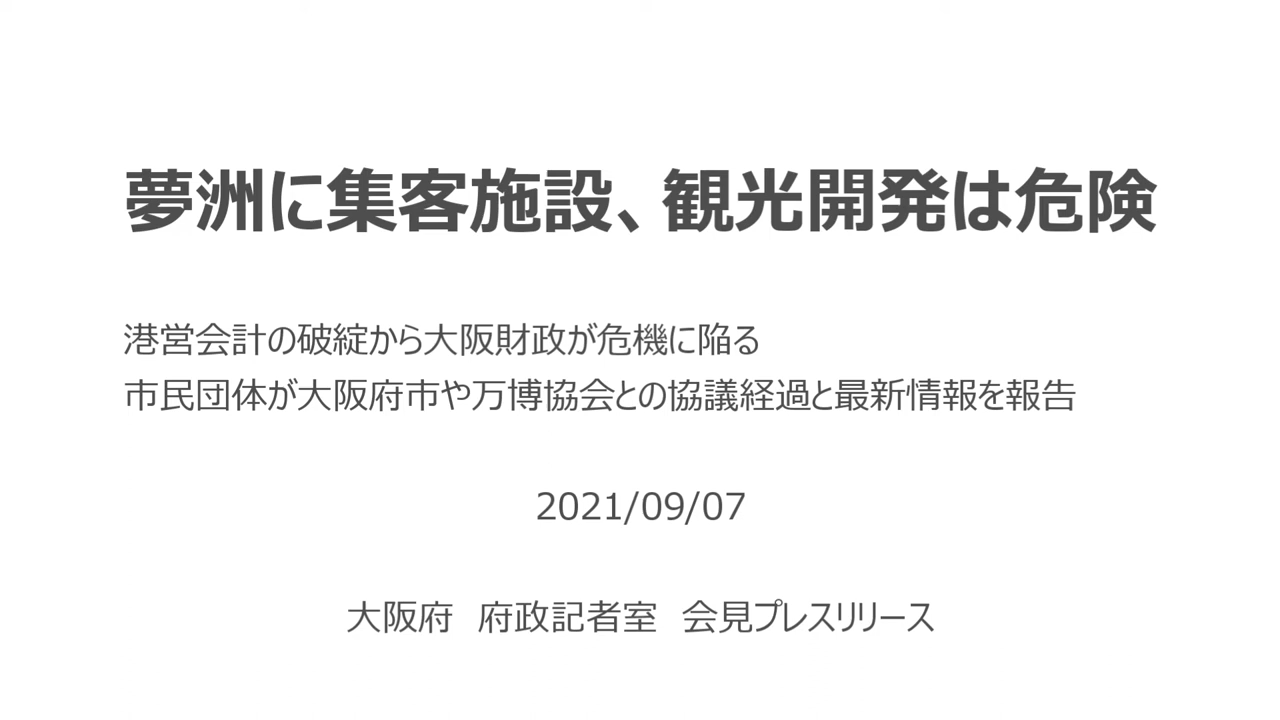 夢洲に集客施設、観光開発は危険
港営会計の破綻から大阪財政が危機に陥る
市民団体が大阪府市や万博協会との協議経過と最新情報を報告
2021/09/07
大阪府　府政記者室　会見プレスリリース